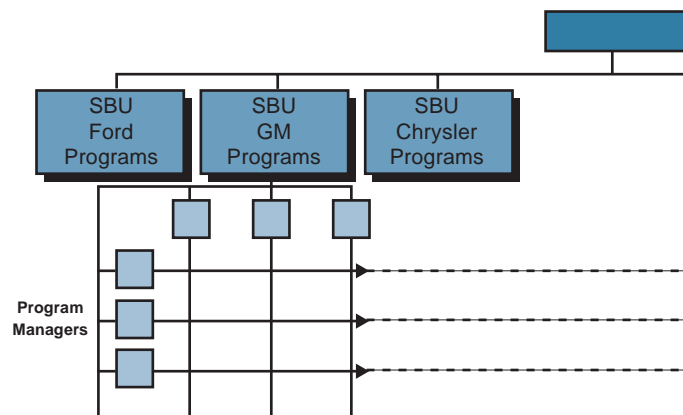 SBU
Ford
Programs
SBU
GM
Programs
SBU
Chrysler
Programs
Program
Managers